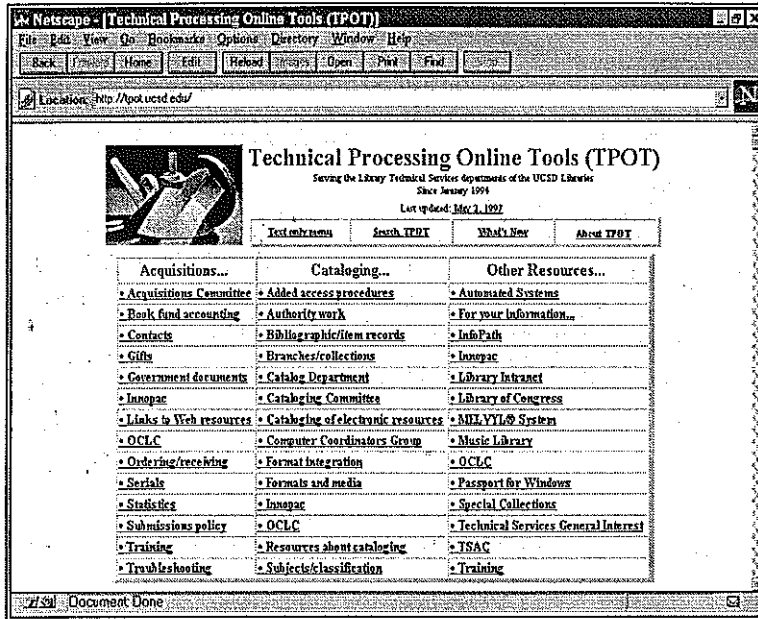 Netscape - [Technical Processing Online Tools (TPOT)]
File Edit View Go Bookmarks Options Directory Window Help
Back Forward Home Edit Reload Images Open Print Find Stop
Location: http://tpot.ucsd.edu/
Technical Processing Online Tools (TPOT)
Serving the Library Technical Services departments of the UCSD Libraries
Since January 1994
Last updated: May 2, 1997
Text only menu Search TPOT What's New About TPOT
Acquisitions... Cataloging... Other Resources...
• Acquisitions Committee • Added access procedures • Automated Systems
• Book fund accounting • Authority work • For your information...
• Contacts • Bibliographic/item records • InfoPath
• Gifts • Branches/collections • Innopac
• Government documents • Catalog Department • Library Intranet
• Innopac • Cataloging Committee • Library of Congress
• Links to Web resources • Cataloging of electronic resources • MELVYL® System
• OCLC • Computer Coordinators Group • Music Library
• Ordering/receiving • Format integration • OCLC
• Serials • Formats and media • Passport for Windows
• Statistics • Innopac • Special Collections
• Submissions policy • OCLC • Technical Services General Interest
• Training • Resources about cataloging • TSAC
• Troubleshooting • Subjects/classification • Training
Document Done